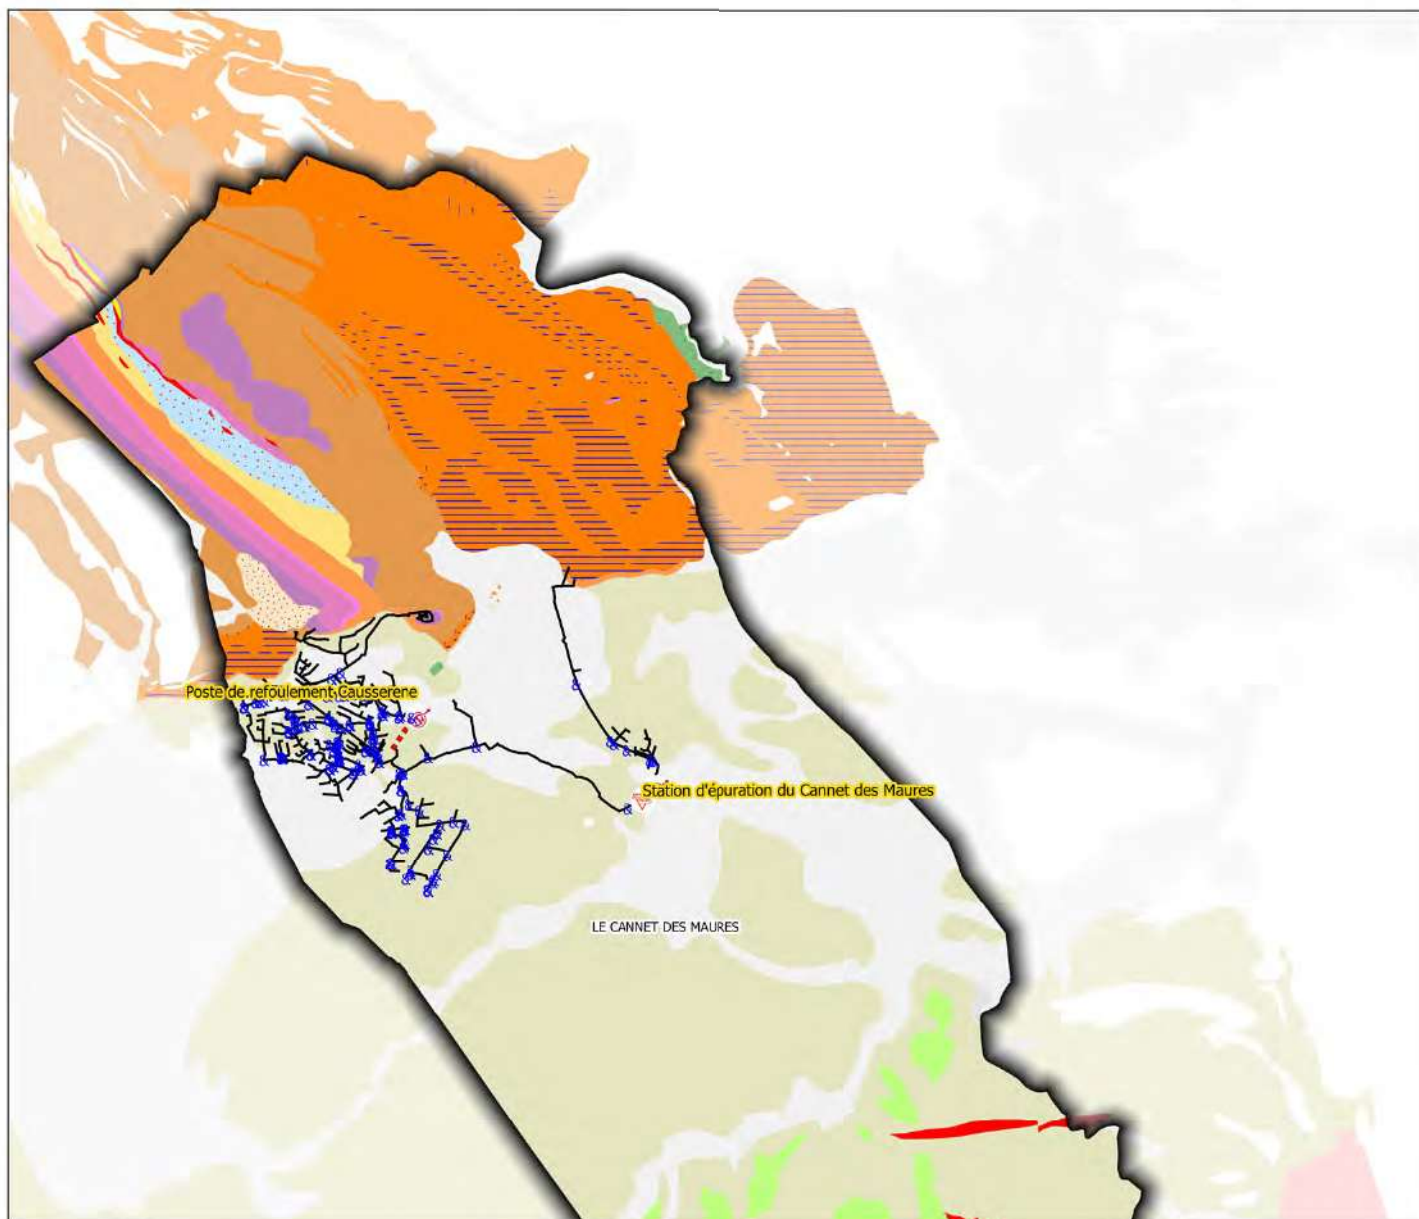 Poste de refoulement Causserene
Station d'épuration du Cannet des Maures
LE CANNET DES MAURES